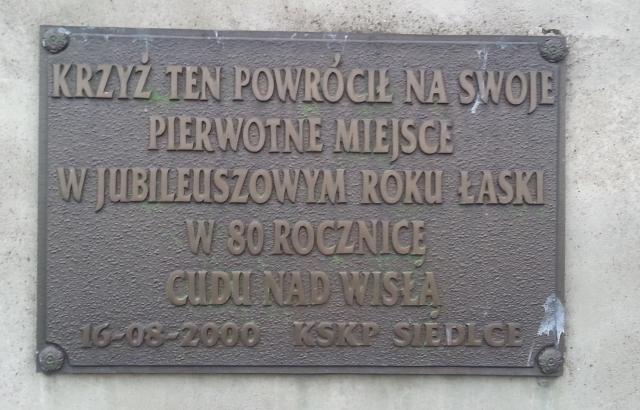 KRZYŻ TEN POWRÓCIŁ NA SWOJE
PIERWOTNE MIEJSCE
W JUBILEUSZOWYM ROKU ŁASKI
W 80 ROCZNICĘ
CUDU NAD WISŁĄ
16-08-2000 KSKP SIEDLCE